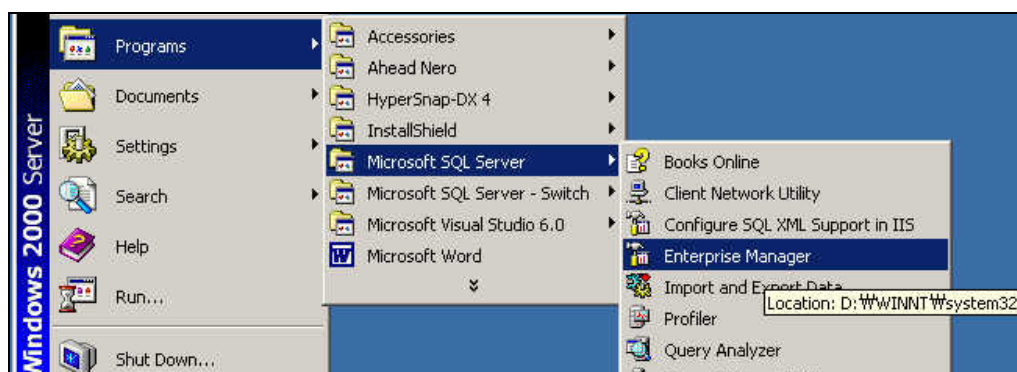 Windows 2000 Server
Programs
Documents
Settings
Search
Help
Run...
Shut Down...
Accessories
Ahead Nero
HyperSnap-DX 4
InstallShield
Microsoft SQL Server
Microsoft SQL Server - Switch
Microsoft Visual Studio 6.0
Microsoft Word
Books Online
Client Network Utility
Configure SQL XML Support in IIS
Enterprise Manager
Import and Export Data
Location: D:₩WINNT₩system32
Profiler
Query Analyzer